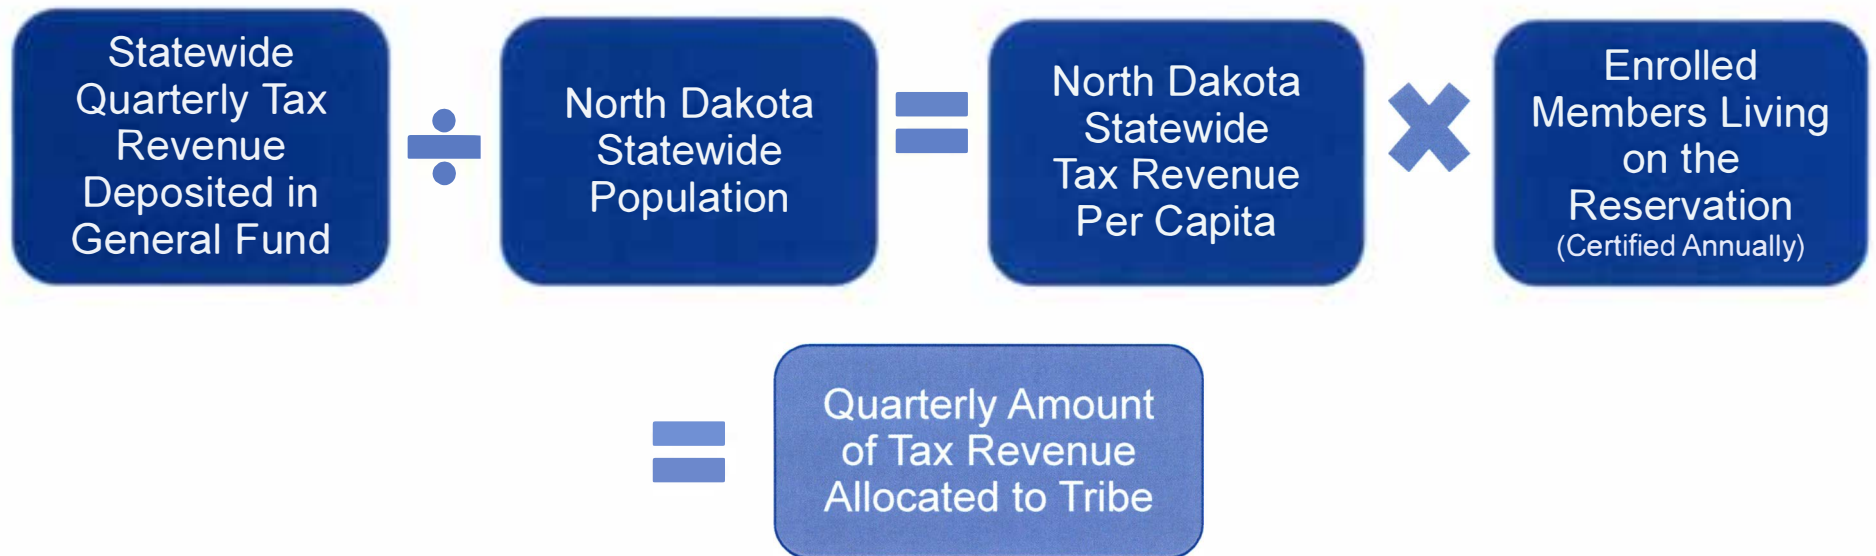 Statewide
Quarterly Tax
Revenue
Deposited in
General Fund
÷
North Dakota
Statewide
Population
=
North Dakota
Statewide
Tax Revenue
Per Capita
×
Enrolled
Members Living
on the
Reservation
(Certified Annually)
=
Quarterly Amount
of Tax Revenue
Allocated to Tribe